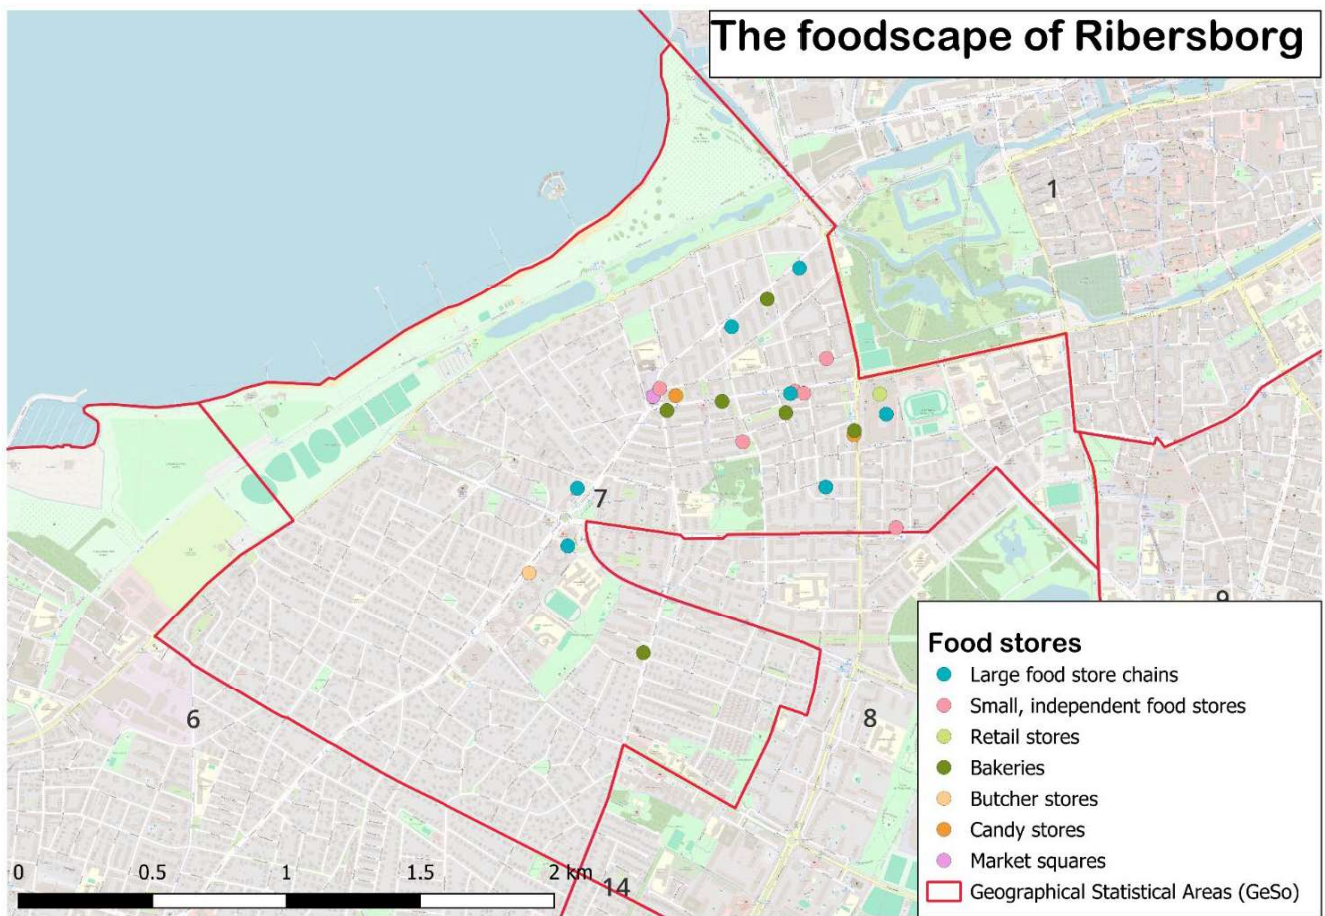 The foodscape of Ribersborg
1
7
9
6
8
14
Food stores
Large food store chains
Small, independent food stores
Retail stores
Bakeries
Butcher stores
Candy stores
Market squares
Geographical Statistical Areas (GeSo)
0 0.5 1 1.5 2 km